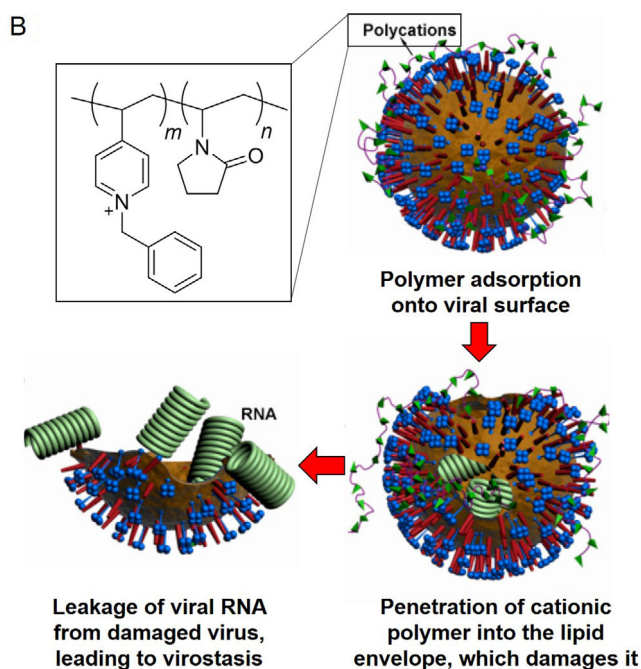 B
Polycations
m
n
N
O
N
+
Polymer adsorption
onto viral surface
RNA
Leakage of viral RNA
from damaged virus,
leading to virostasis
Penetration of cationic
polymer into the lipid
envelope, which damages it